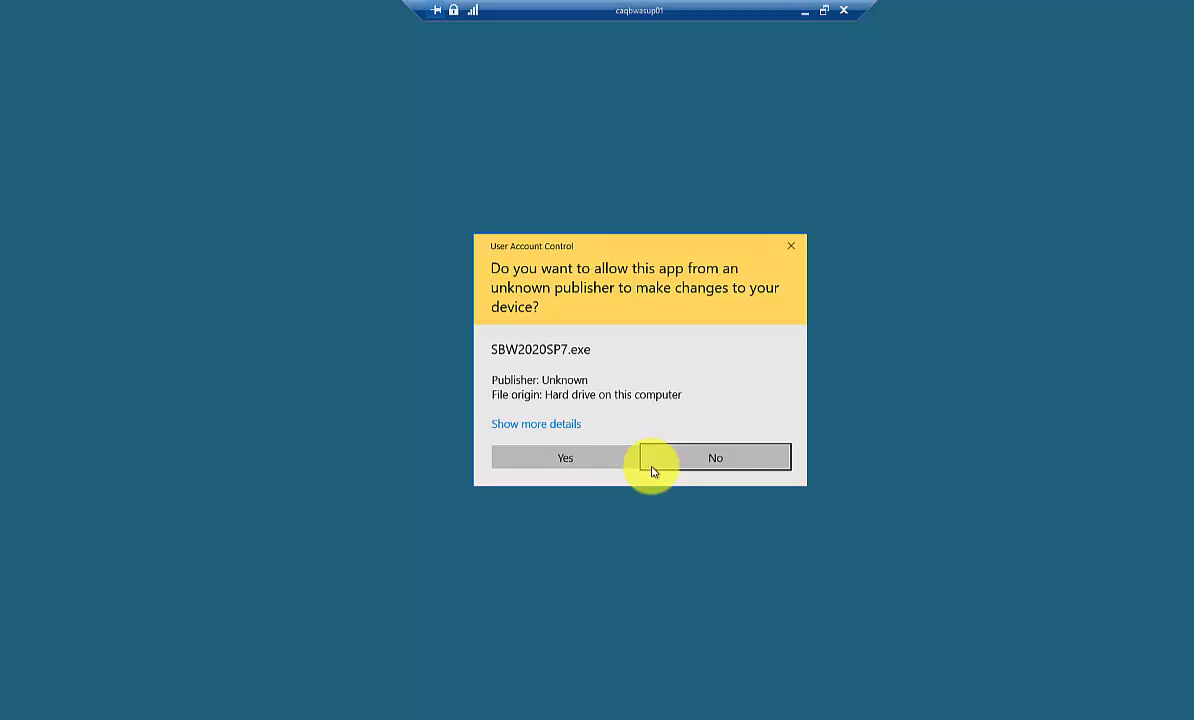 caqbwasup01
User Account Control
Do you want to allow this app from an
unknown publisher to make changes to your
device?
SBW2020SP7.exe
Publisher: Unknown
File origin: Hard drive on this computer
Show more details
Yes No